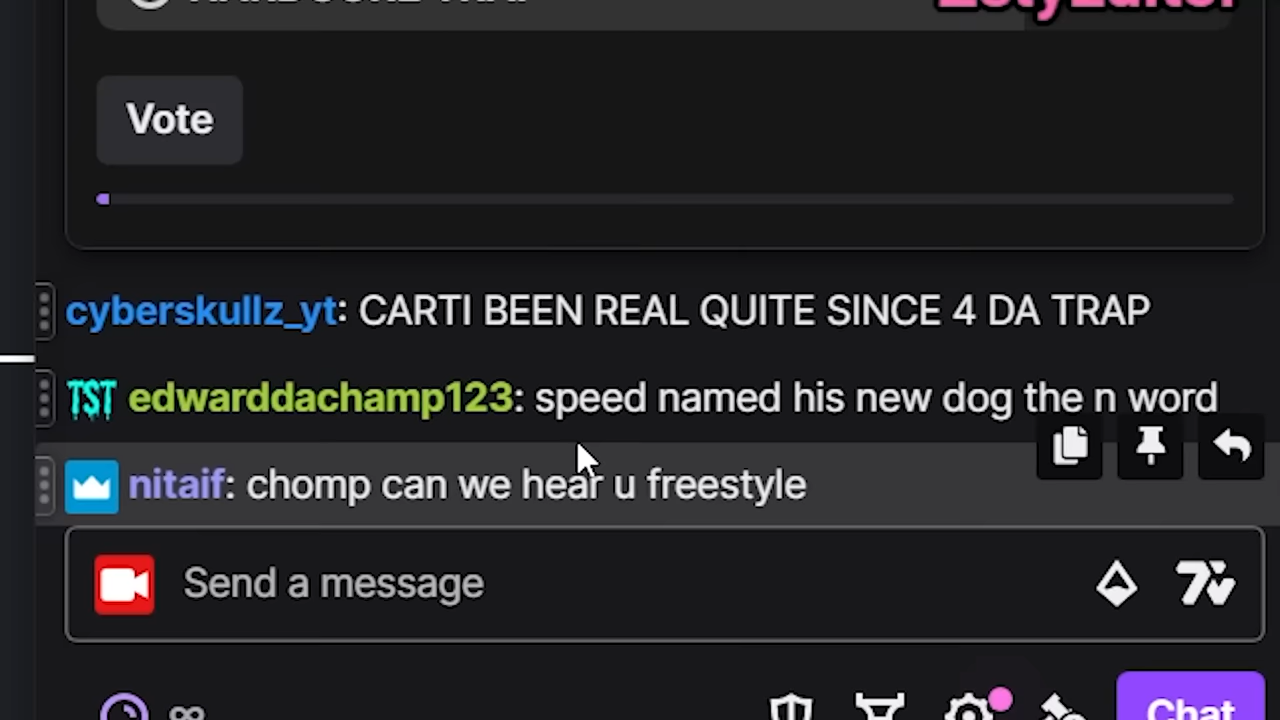 Vote
cyberskullz_yt: CARTI BEEN REAL QUITE SINCE 4 DA TRAP
TST edwarddachamp123: speed named his new dog the n word
nitaif: chomp can we hear u freestyle
Send a message
7TV
Chat